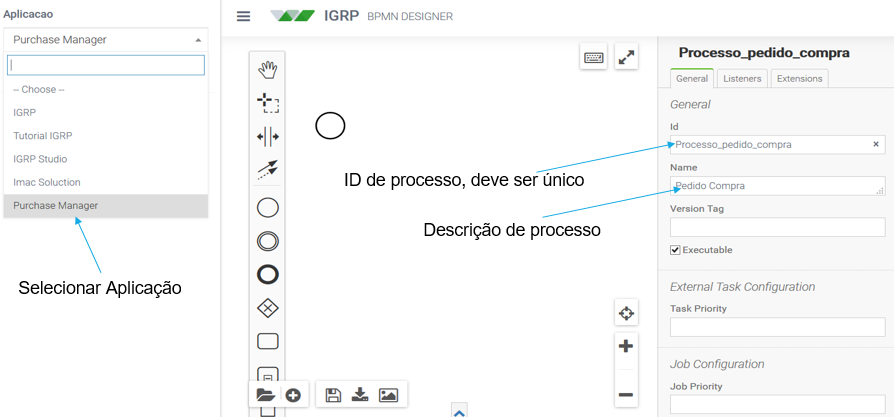 Aplicacao
Purchase Manager
-- Choose --
IGRP
Tutorial IGRP
IGRP Studio
Imac Soluction
Purchase Manager
Selecionar Aplicação
IGRP BPMN DESIGNER
ID de processo, deve ser único
Descrição de processo
Processo_pedido_compra
General Listeners Extensions
General
Id
Processo_pedido_compra
Name
Pedido Compra
Version Tag
Executable
External Task Configuration
Task Priority
Job Configuration
Job Priority